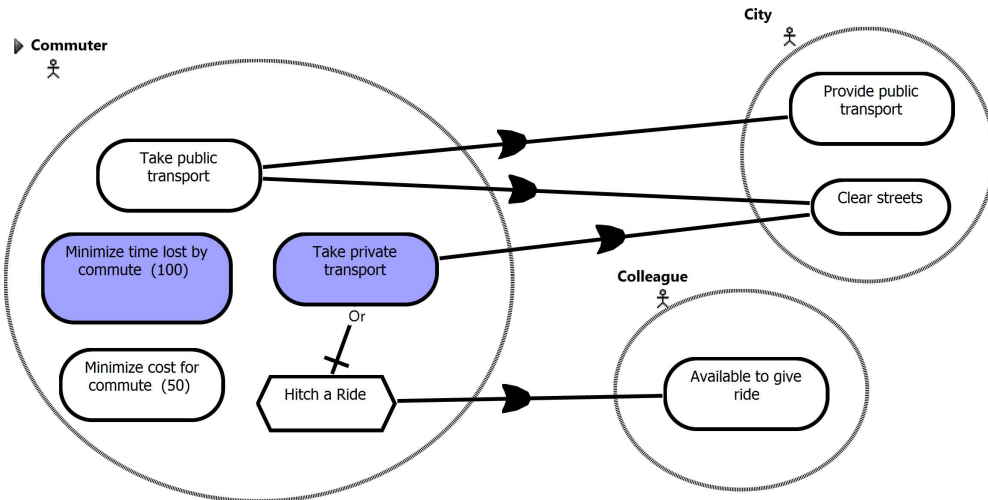 Commuter
City
Provide public
transport
Take public
transport
Clear streets
Minimize time lost by
commute (100)
Take private
transport
Colleague
Or
Minimize cost for
commute (50)
Hitch a Ride
Available to give
ride